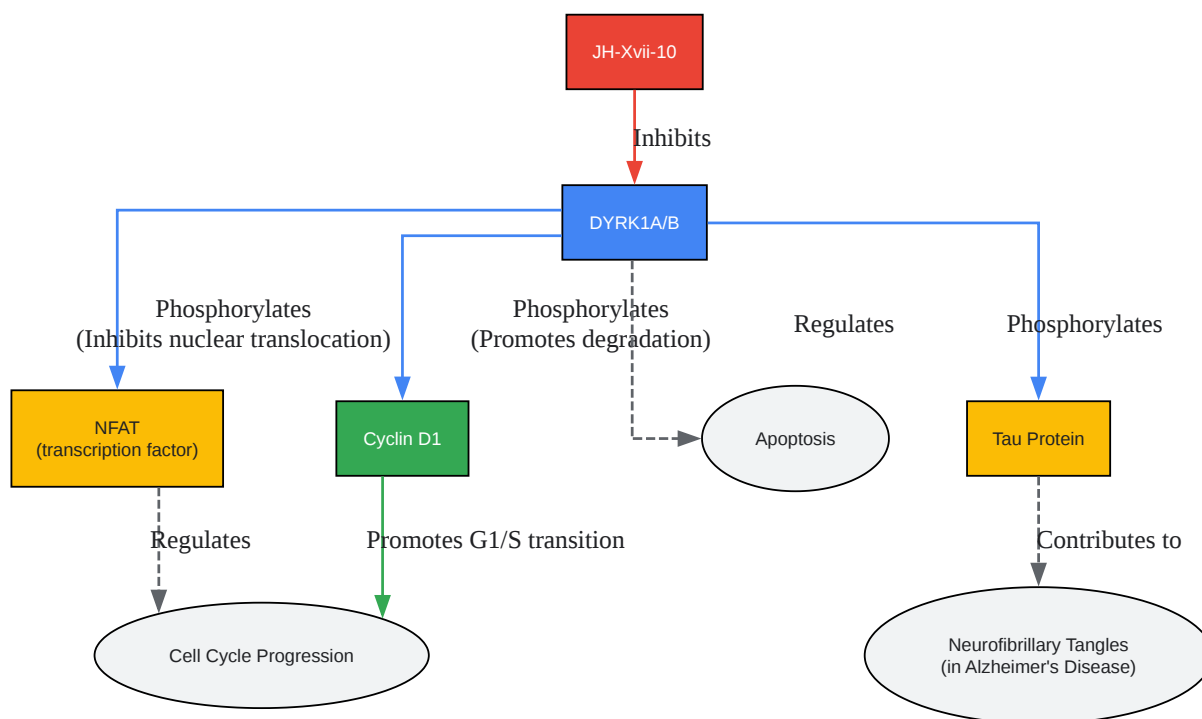 JH-Xvii-10
Inhibits
DYRK1A/B
Phosphorylates
(Inhibits nuclear translocation)
Phosphorylates
(Promotes degradation)
Regulates
Phosphorylates
NFAT
(transcription factor)
Cyclin D1
Apoptosis
Tau Protein
Regulates
Promotes G1/S transition
Contributes to
Cell Cycle Progression
Neurofibrillary Tangles
(in Alzheimer's Disease)